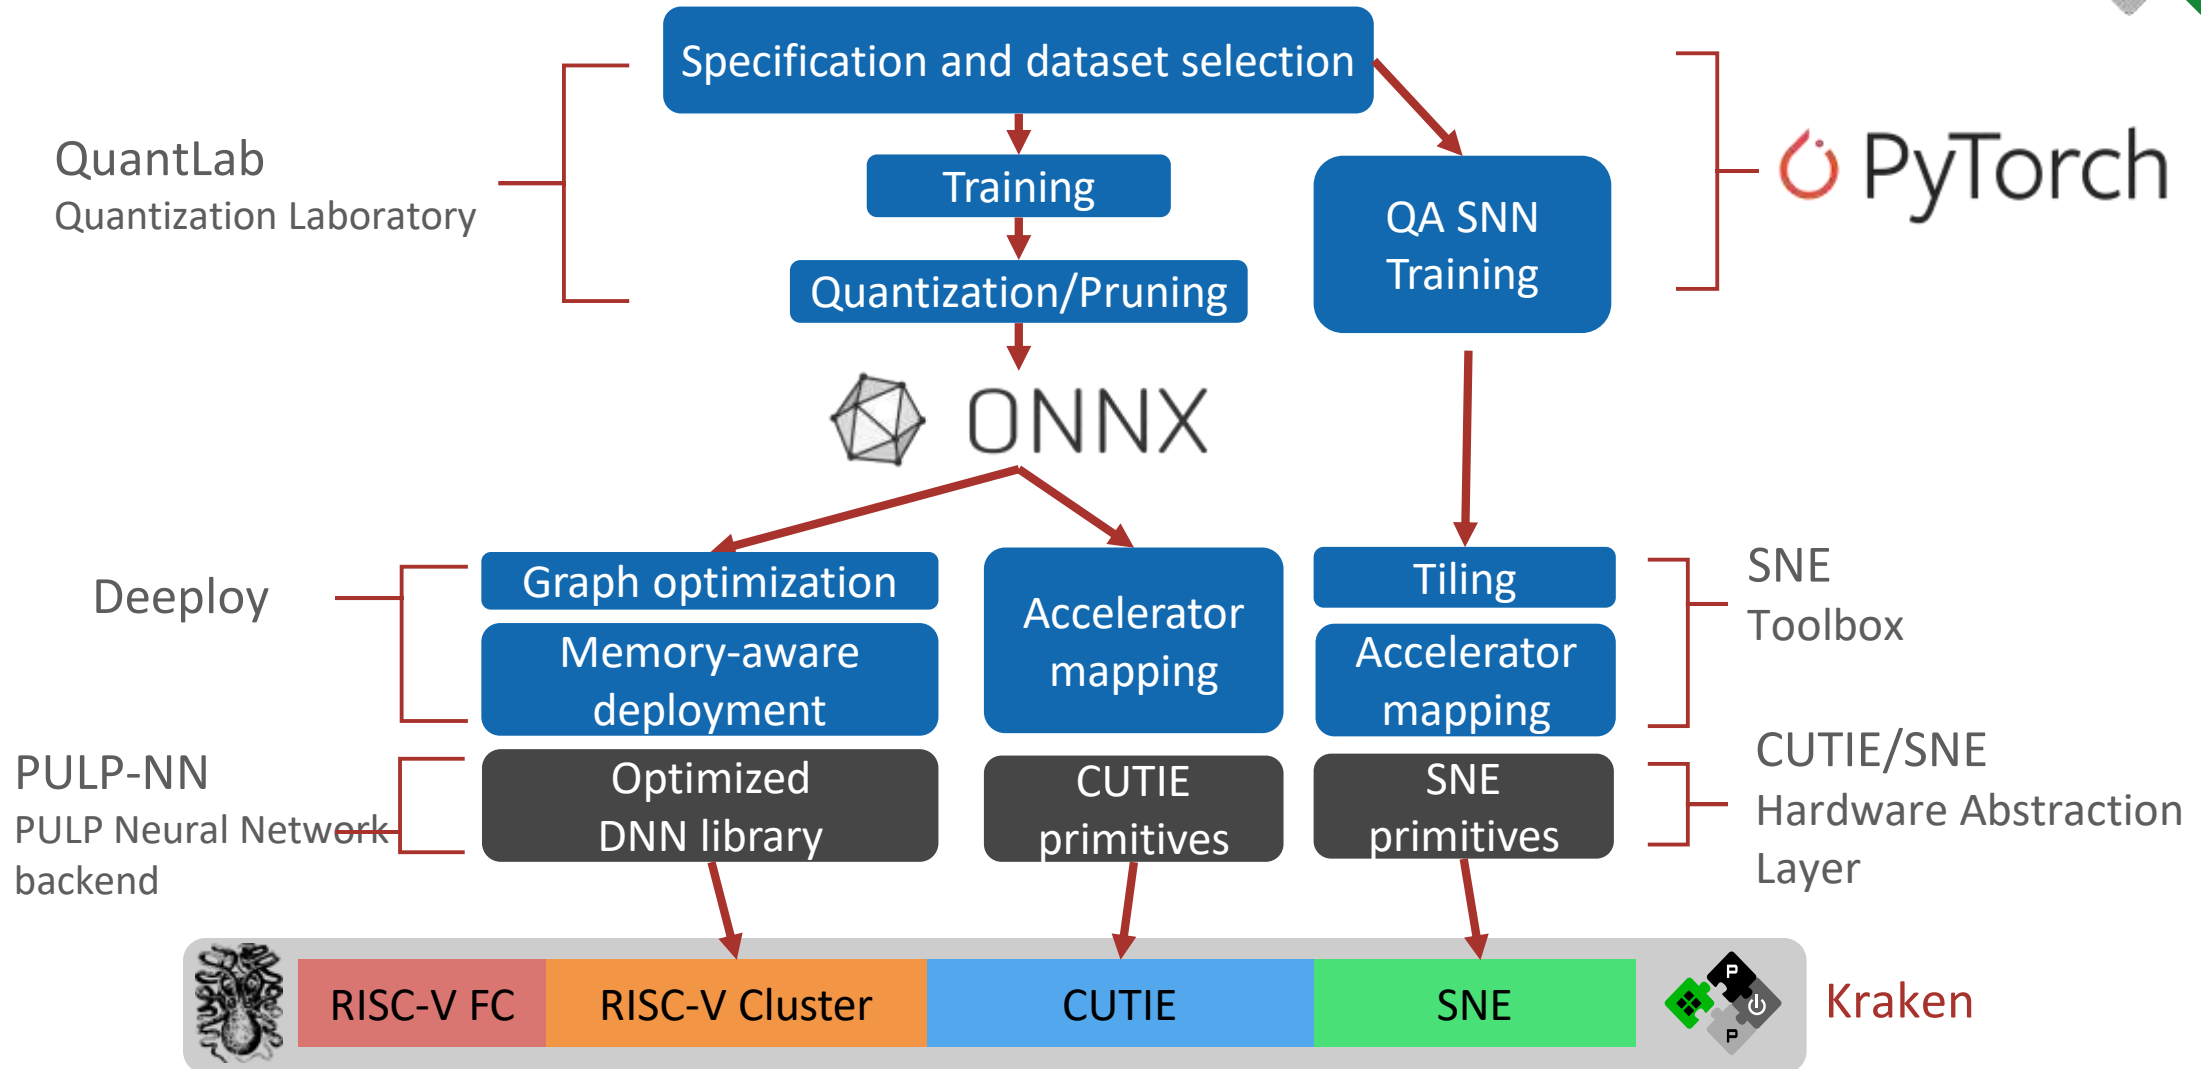 Specification and dataset selection
QuantLab
Quantization Laboratory
Training
Quantization/Pruning
QA SNN
Training
PyTorch
ONNX
Deeploy
Graph optimization
Memory-aware
deployment
Accelerator
mapping
Tiling
Accelerator
mapping
SNE
Toolbox
PULP-NN
PULP Neural Network
backend
Optimized
DNN library
CUTIE
primitives
SNE
primitives
CUTIE/SNE
Hardware Abstraction
Layer
RISC-V FC
RISC-V Cluster
CUTIE
SNE
P
P
Kraken